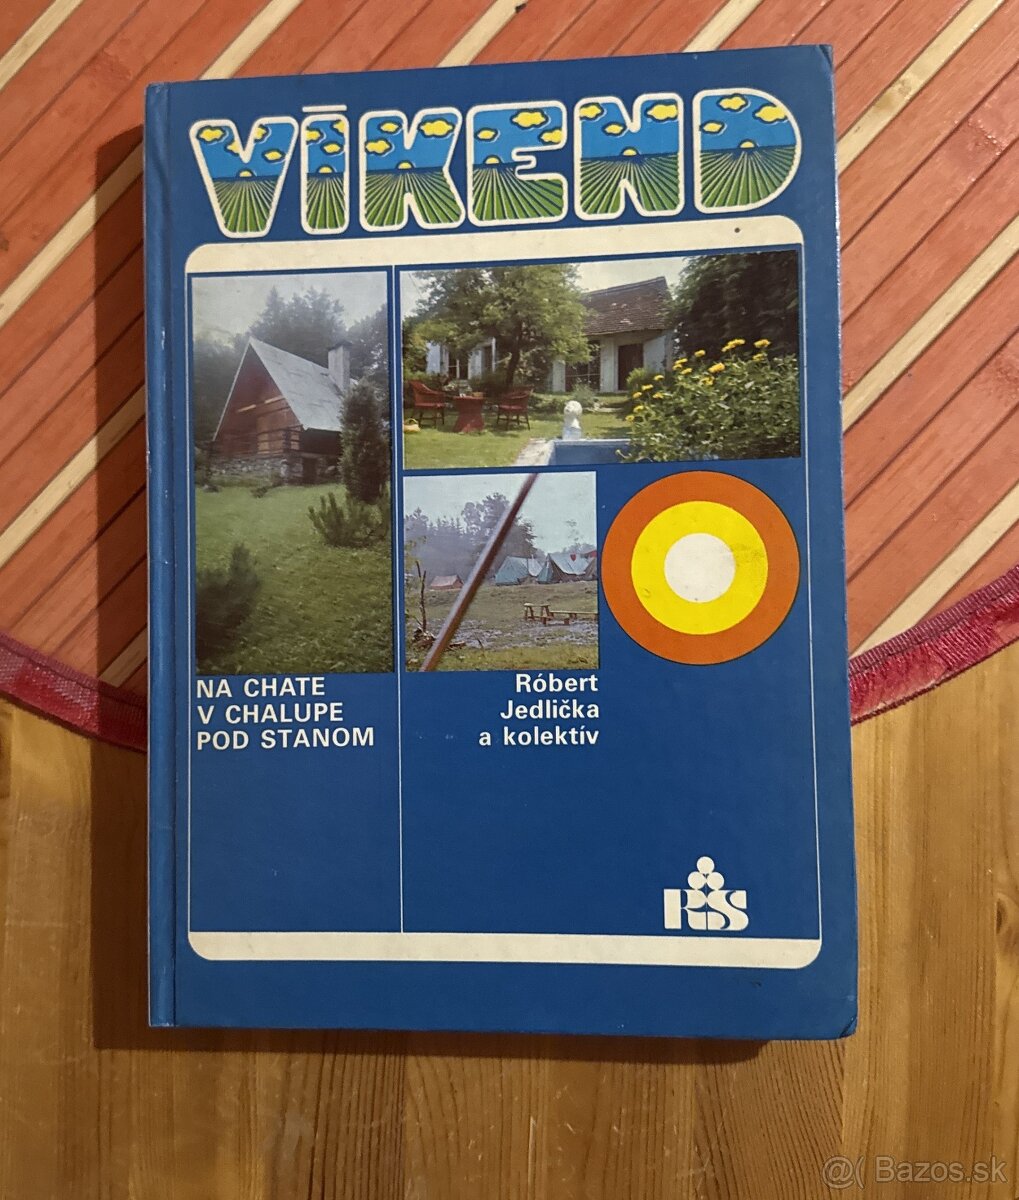 VÍKEND
NA CHATE
V CHALUPE
POD STANOM
Róbert
Jedlička
a kolektív
RS
@( Bazos.sk